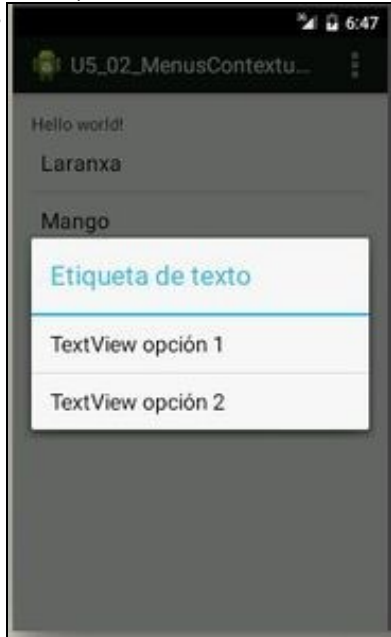 6:47
U5_02_MenusContextu...
Hello world!
Laranxa
Mango
Etiqueta de texto
TextView opción 1
TextView opción 2